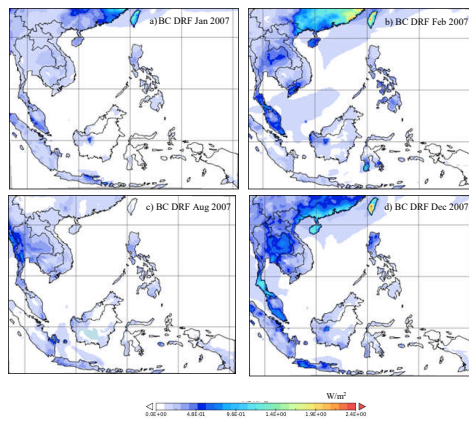 a) BC DRF Jan 2007
b) BC DRF Feb 2007
c) BC DRF Aug 2007
d) BC DRF Dec 2007
W/m²
0.0E+00 4.8E-01 9.6E-01 1.4E+00 1.9E+00 2.4E+00